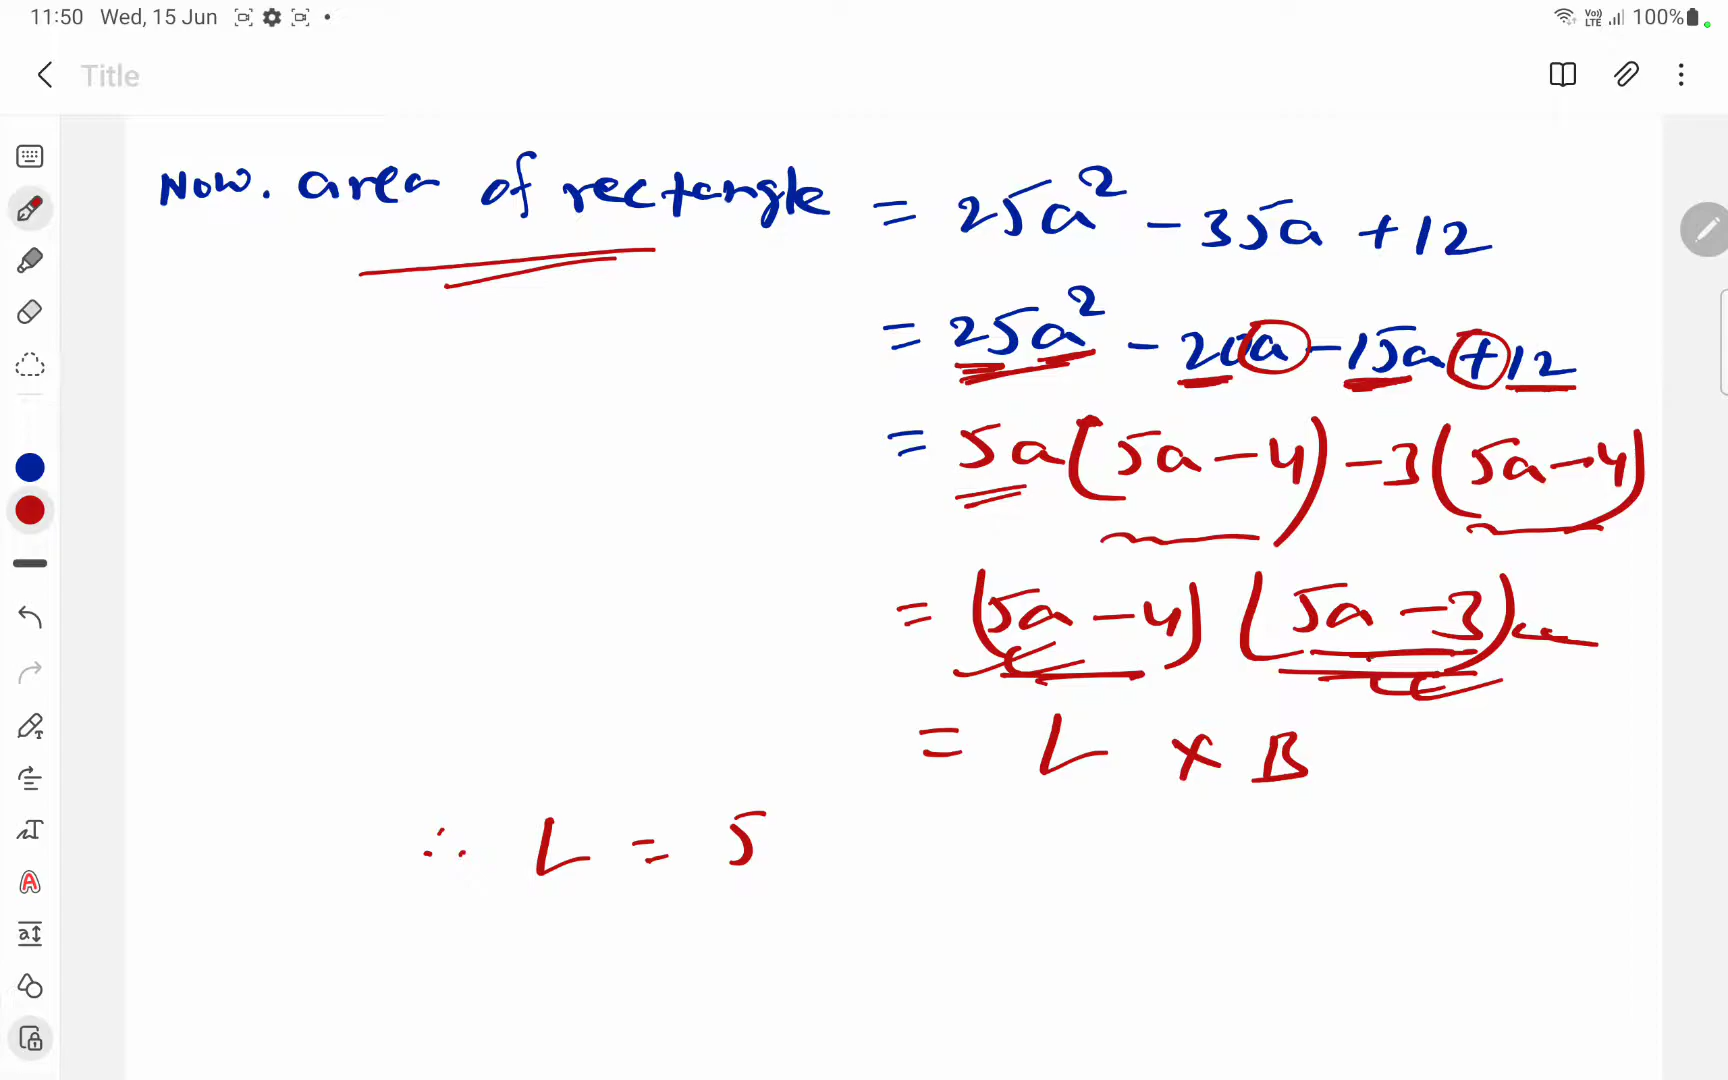 11:50 Wed, 15 Jun 100%
Title
Now. area of rectangle = 25a² - 35a + 12
= 25a² - 20a - 15a + 12
= 5a(5a - 4) - 3(5a - 4)
= (5a - 4) (5a - 3)
= L × B
∴ L = 5